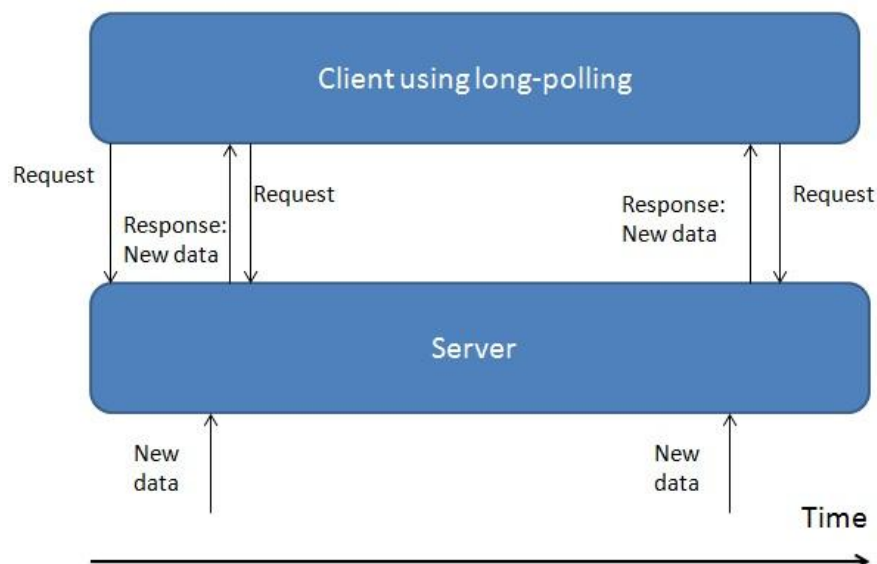 Client using long-polling
Request
Response:
New data
Request
Response:
New data
Request
Server
New
data
New
data
Time